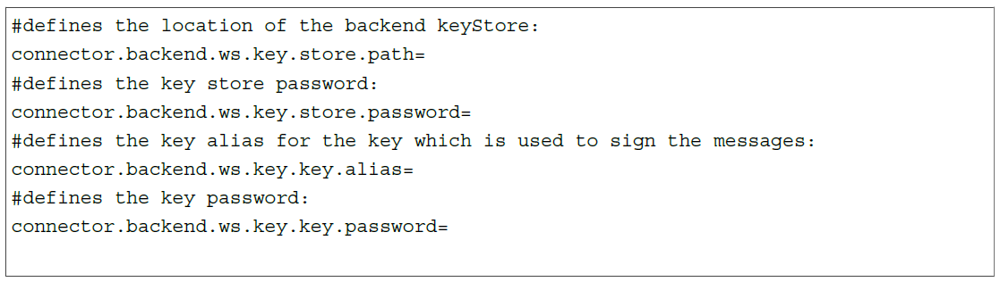 #defines the location of the backend keyStore:
connector.backend.ws.key.store.path=
#defines the key store password:
connector.backend.ws.key.store.password=
#defines the key alias for the key which is used to sign the messages:
connector.backend.ws.key.key.alias=
#defines the key password:
connector.backend.ws.key.key.password=